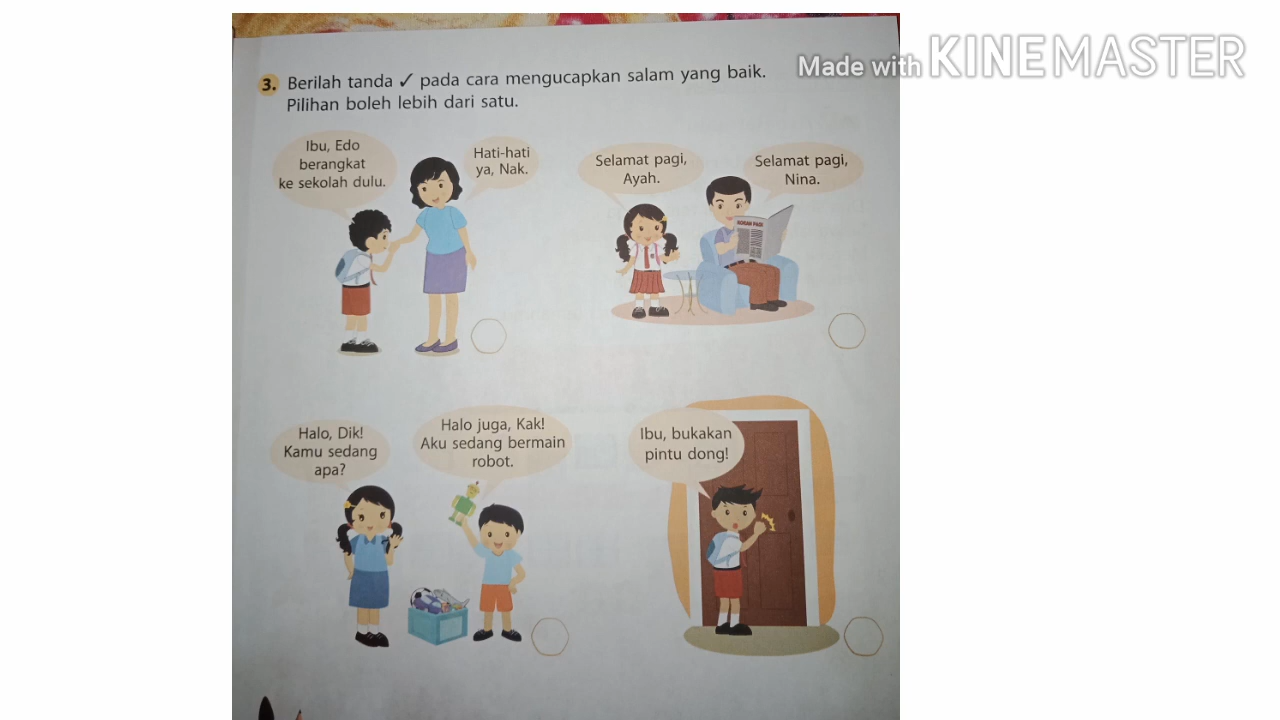 Made with KINEMASTER
3. Berilah tanda ✓ pada cara mengucapkan salam yang baik.
Pilihan boleh lebih dari satu.
Ibu, Edo
berangkat
ke sekolah dulu.
Hati-hati
ya, Nak.
Selamat pagi,
Ayah.
Selamat pagi,
Nina.
KORAN PAGI
Halo, Dik!
Kamu sedang
apa?
Halo juga, Kak!
Aku sedang bermain
robot.
Ibu, bukakan
pintu dong!